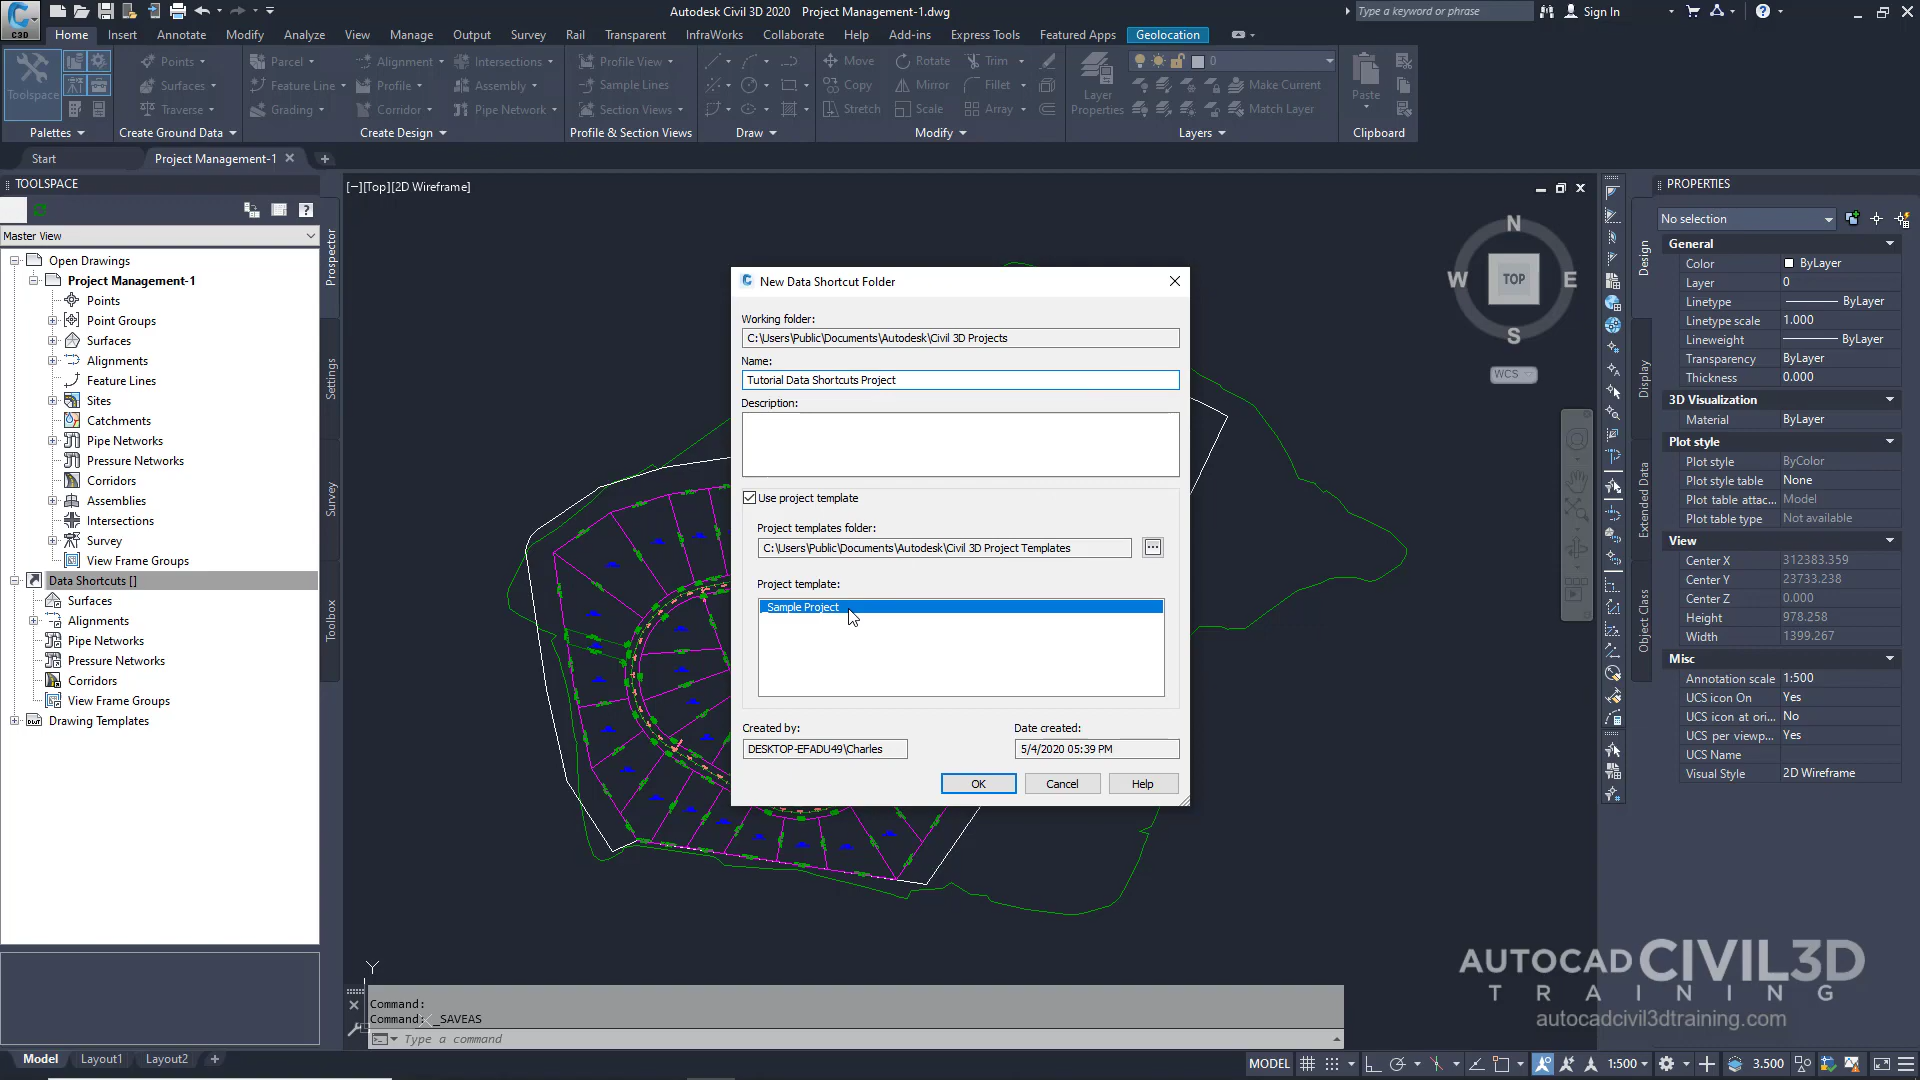 Autodesk Civil 3D 2020 Project Management-1.dwg
Type a keyword or phrase
Sign In
C3D
Home Insert Annotate Modify Analyze View Manage Output Survey Rail Transparent InfraWorks Collaborate Help Add-ins Express Tools Featured Apps Geolocation
Toolspace
Points
Surfaces
Traverse
Parcel
Feature Line
Grading
Alignment
Profile
Corridor
Intersections
Assembly
Pipe Network
Profile View
Sample Lines
Section Views
Move
Copy
Stretch
Rotate
Mirror
Scale
Trim
Fillet
Array
Layer
Properties
0
Make Current
Match Layer
Paste
Palettes Create Ground Data Create Design Profile & Section Views Draw Modify Layers Clipboard
Start Project Management-1
TOOLSPACE
Master View
Open Drawings
Project Management-1
Points
Point Groups
Surfaces
Alignments
Feature Lines
Sites
Catchments
Pipe Networks
Pressure Networks
Corridors
Assemblies
Intersections
Survey
View Frame Groups
Data Shortcuts []
Surfaces
Alignments
Pipe Networks
Pressure Networks
Corridors
View Frame Groups
Drawing Templates
Prospector
Settings
Survey
Toolbox
[−][Top][2D Wireframe]
New Data Shortcut Folder
Working folder:
C:\Users\Public\Documents\Autodesk\Civil 3D Projects
Name:
Tutorial Data Shortcuts Project
Description:
Use project template
Project templates folder:
C:\Users\Public\Documents\Autodesk\Civil 3D Project Templates
Project template:
Sample Project
Created by:
DESKTOP-EFADU49\Charles
Date created:
5/4/2020 05:39 PM
OK Cancel Help
N
W TOP E
S
WCS
Y
Command:
Command: _SAVEAS
Type a command
PROPERTIES
No selection
General
Color ByLayer
Layer 0
Linetype ByLayer
Linetype scale 1.000
Lineweight ByLayer
Transparency ByLayer
Thickness 0.000
3D Visualization
Material ByLayer
Plot style
Plot style ByColor
Plot style table None
Plot table attac... Model
Plot table type Not available
View
Center X 312383.359
Center Y 23733.238
Center Z 0.000
Height 978.258
Width 1399.267
Misc
Annotation scale 1:500
UCS icon On Yes
UCS icon at ori... No
UCS per viewp... Yes
UCS Name
Visual Style 2D Wireframe
Design
Display
Extended Data
Object Class
AUTOCAD CIVIL3D
TRAINING
autocadcivil3dtraining.com
Model Layout1 Layout2
MODEL 1:500 3.500